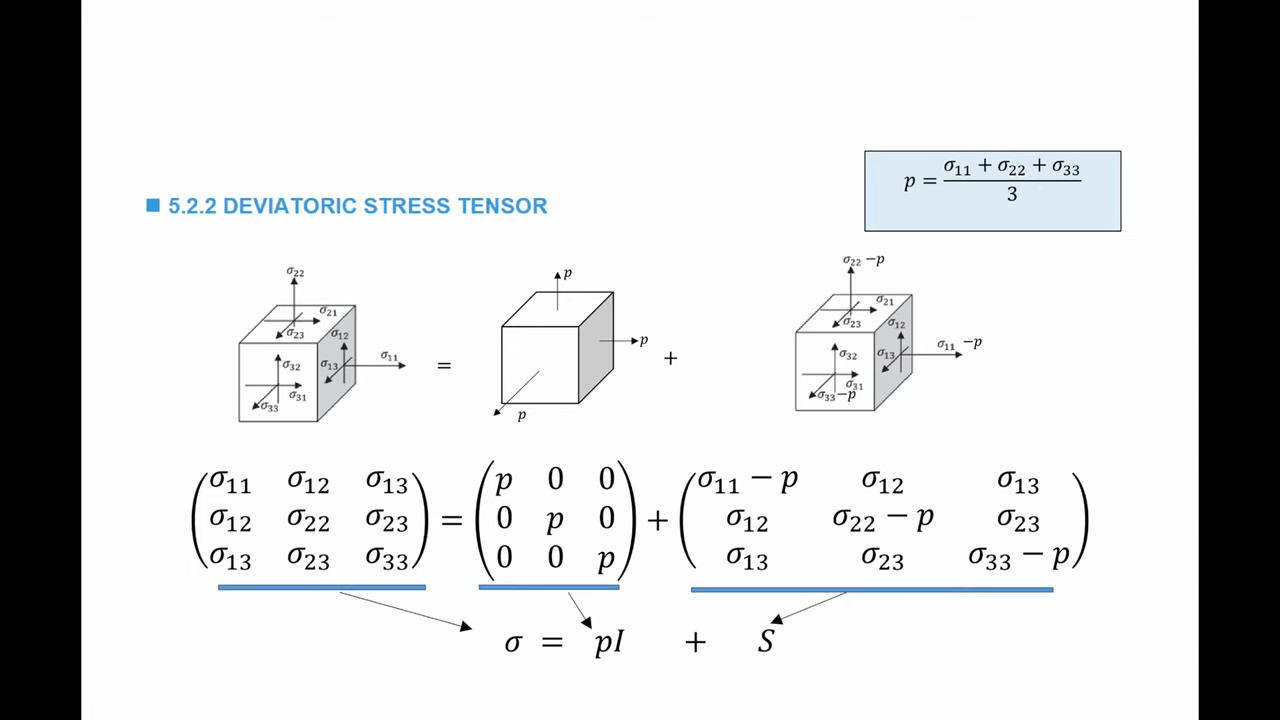 p = (σ₁₁ + σ₂₂ + σ₃₃) / 3
■ 5.2.2 DEVIATORIC STRESS TENSOR
σ₂₂
σ₂₁
σ₂₃
σ₁₂
σ₁₃
σ₁₁
σ₃₂
σ₃₁
σ₃₃
=
p
p
p
+
σ₂₂ −p
σ₂₁
σ₂₃
σ₁₂
σ₁₃
σ₁₁ −p
σ₃₂
σ₃₁
σ₃₃−p
(σ₁₁ σ₁₂ σ₁₃) (p 0 0) (σ₁₁ − p σ₁₂ σ₁₃)
(σ₁₂ σ₂₂ σ₂₃) = (0 p 0) + (σ₁₂ σ₂₂ − p σ₂₃)
(σ₁₃ σ₂₃ σ₃₃) (0 0 p) (σ₁₃ σ₂₃ σ₃₃ − p)
σ = pI + S